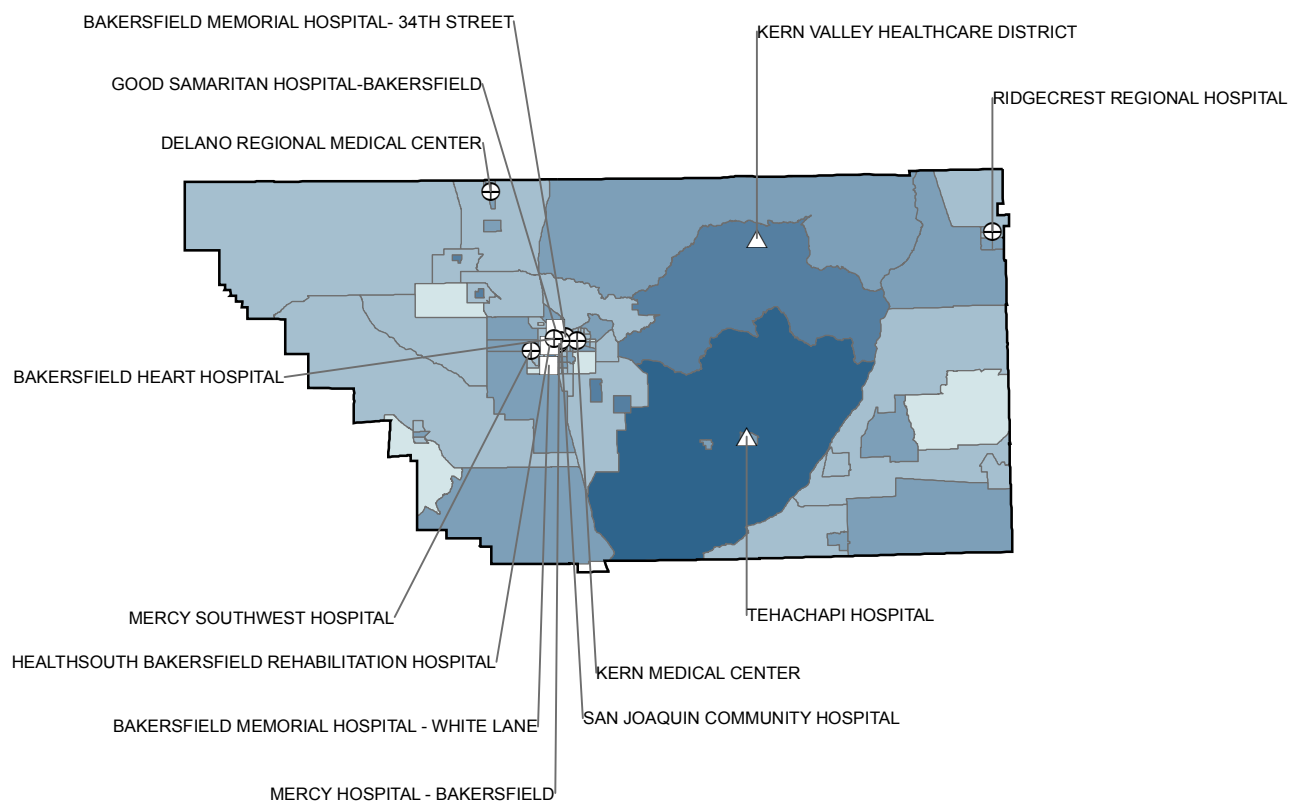 BAKERSFIELD MEMORIAL HOSPITAL- 34TH STREET
KERN VALLEY HEALTHCARE DISTRICT
GOOD SAMARITAN HOSPITAL-BAKERSFIELD
RIDGECREST REGIONAL HOSPITAL
DELANO REGIONAL MEDICAL CENTER
BAKERSFIELD HEART HOSPITAL
MERCY SOUTHWEST HOSPITAL
TEHACHAPI HOSPITAL
HEALTHSOUTH BAKERSFIELD REHABILITATION HOSPITAL
KERN MEDICAL CENTER
BAKERSFIELD MEMORIAL HOSPITAL - WHITE LANE
SAN JOAQUIN COMMUNITY HOSPITAL
MERCY HOSPITAL - BAKERSFIELD